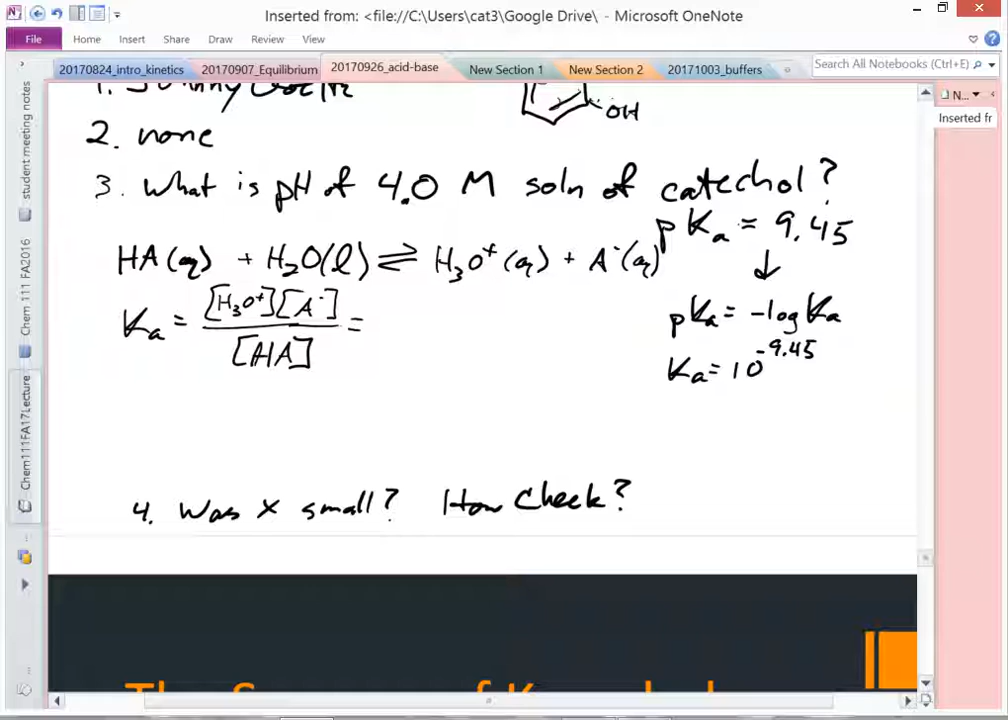 Inserted from: <file://C:\Users\cat3\Google Drive\ - Microsoft OneNote
File Home Insert Share Draw Review View
20170824_intro_kinetics 20170907_Equilibrium 20170926_acid-base New Section 1 New Section 2 20171003_buffers Search All Notebooks (Ctrl+E)
N...
Inserted fr
student meeting notes
Chem 111 FA2016
Chem111FA17Lecture
1.
OH
2. none
3. What is pH of 4.0 M soln of catechol?
pKa = 9.45
HA(aq) + H₂O(l) ⇌ H₃O⁺(aq) + A⁻(aq)
↓
Ka = [H₃O⁺][A⁻] / [HA] =
pKa = -log Ka
Ka = 10^-9.45
4. Was x small? How Check?